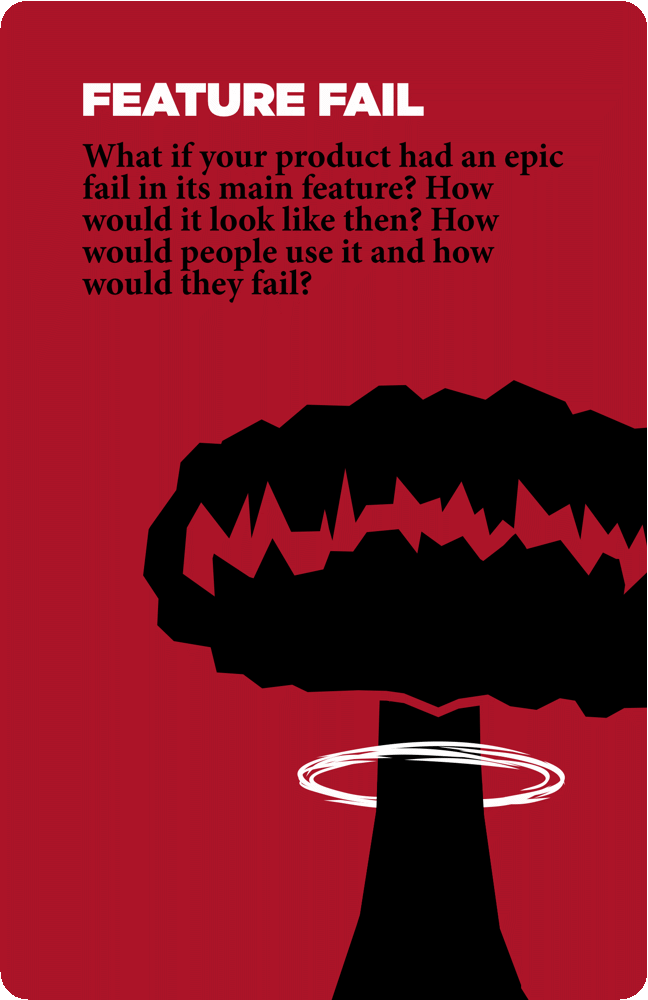 FEATURE FAIL
What if your product had an epic
fail in its main feature? How
would it look like then? How
would people use it and how
would they fail?